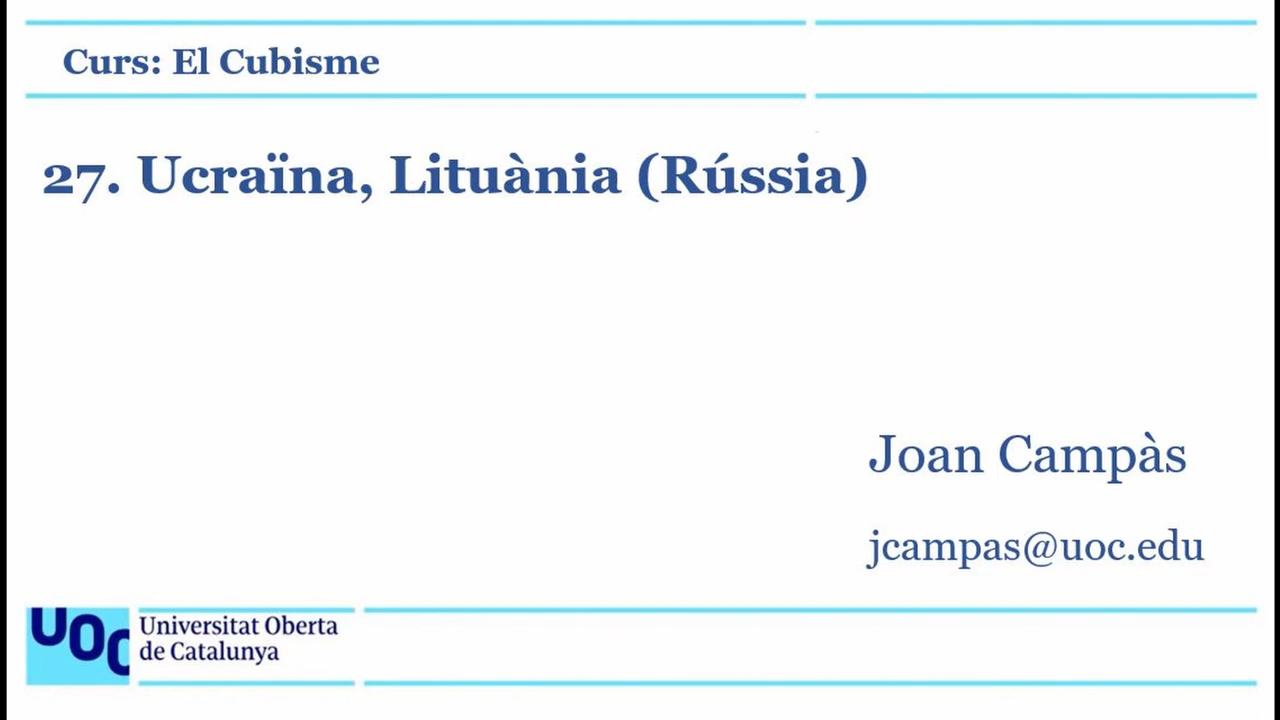 Curs: El Cubisme
27. Ucraïna, Lituània (Rússia)
Joan Campàs
jcampas@uoc.edu
UOC
Universitat Oberta
de Catalunya